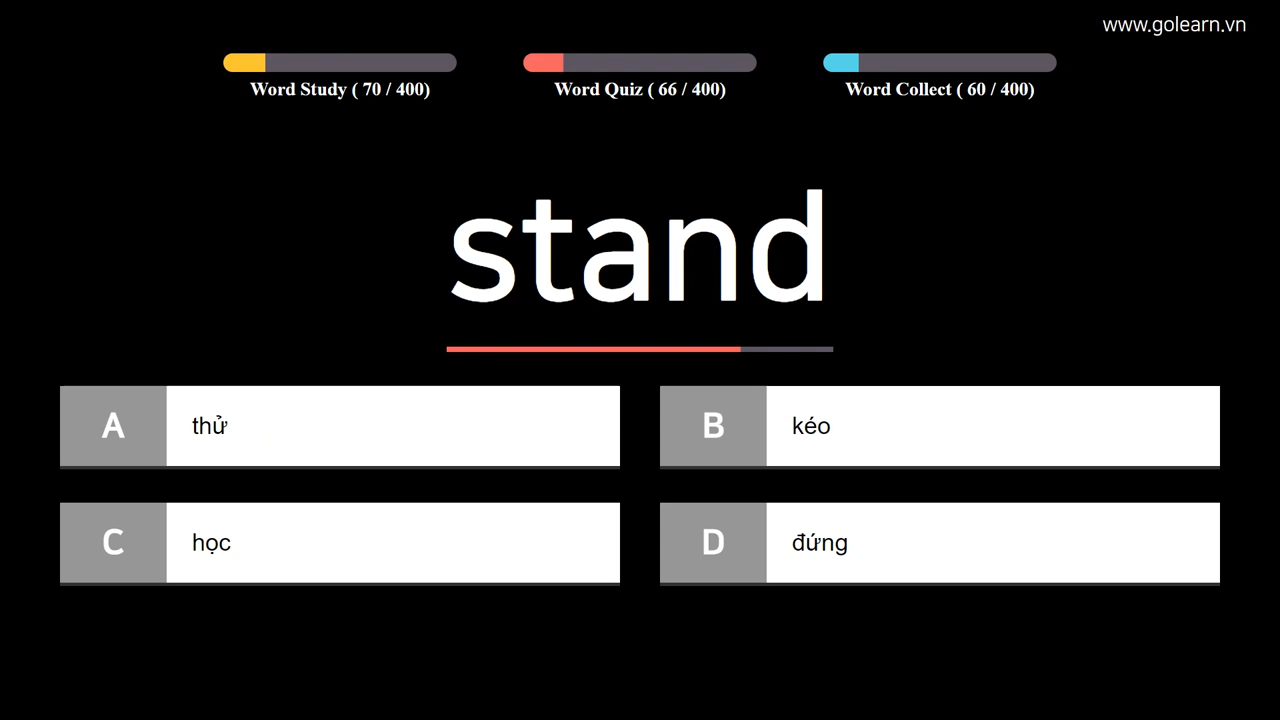 www.golearn.vn
Word Study ( 70 / 400)
Word Quiz ( 66 / 400)
Word Collect ( 60 / 400)
stand
A thử
B kéo
C học
D đứng